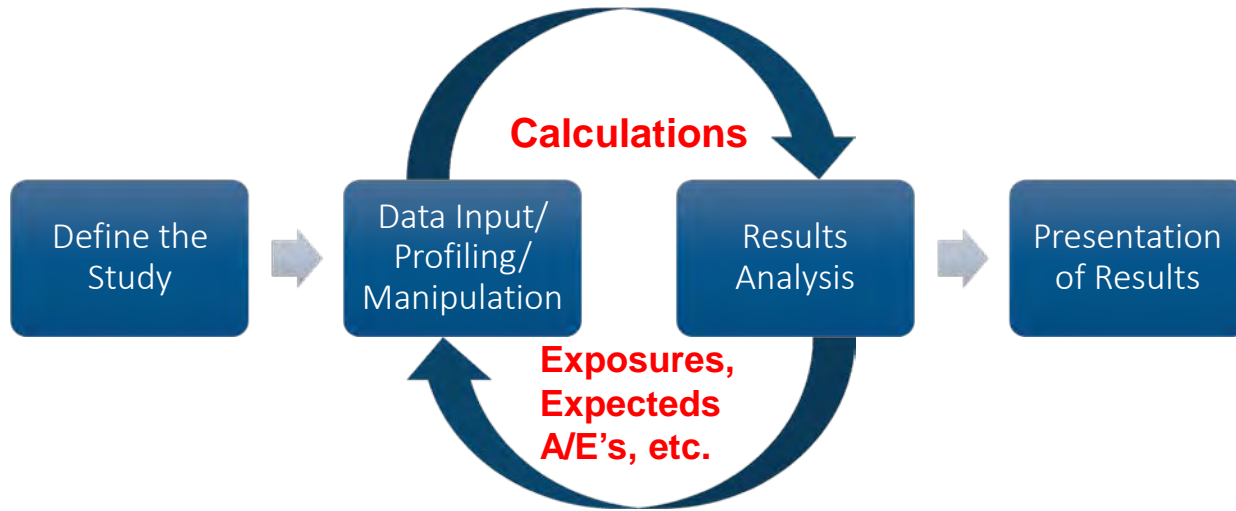 Calculations
Define the
Study
Data Input/
Profiling/
Manipulation
Results
Analysis
Presentation
of Results
Exposures,
Expecteds
A/E’s, etc.